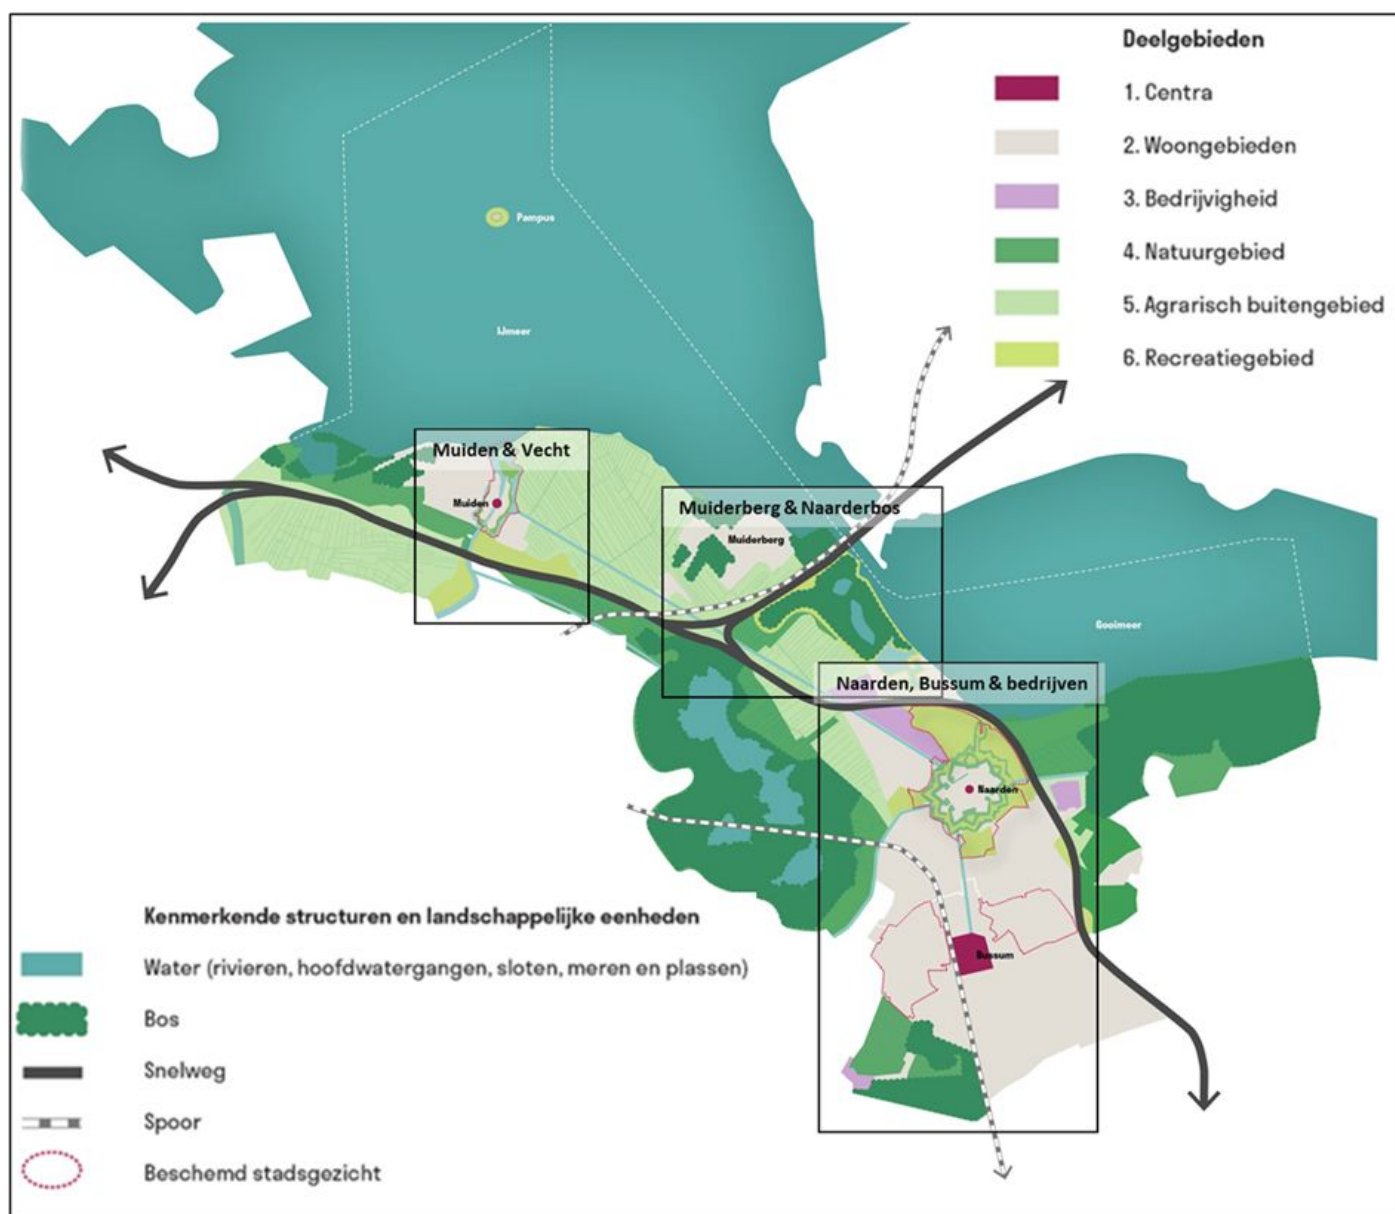 Deelgebieden
1. Centra
2. Woongebieden
3. Bedrijvigheid
4. Natuurgebied
5. Agrarisch buitengebied
6. Recreatiegebied
Pampus
IJmeer
Muiden & Vecht
Muiden
Muiderberg & Naarderbos
Muiderberg
Gooimeer
Naarden, Bussum & bedrijven
Naarden
Bussum
Kenmerkende structuren en landschappelijke eenheden
Water (rivieren, hoofdwatergangen, sloten, meren en plassen)
Bos
Snelweg
Spoor
Beschemd stadsgezicht